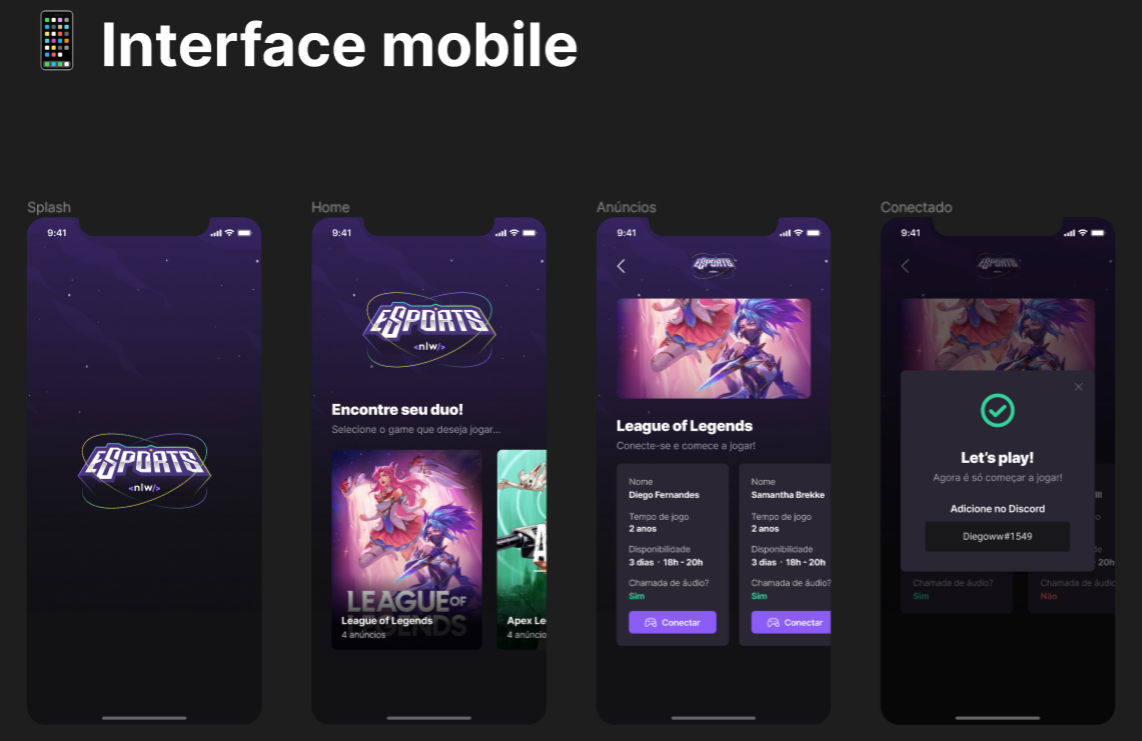 Interface mobile
Splash
9:41
ESPORTS
<nlw/>
Home
9:41
ESPORTS
<nlw/>
Encontre seu duo!
Selecione o game que deseja jogar...
LEAGUE OF
LEGENDS
League of Legends
4 anúncios
Apex Le
4 anúncio
Anúncios
9:41
ESPORTS
League of Legends
Conecte-se e comece a jogar!
Nome
Diego Fernandes
Tempo de jogo
2 anos
Disponibilidade
3 dias · 18h - 20h
Chamada de áudio?
Sim
Conectar
Nome
Samantha Brekke
Tempo de jogo
2 anos
Disponibilidade
3 dias · 18h - 20h
Chamada de áudio?
Sim
Conectar
Conectado
9:41
ESPORTS
Let's play!
Agora é só começar a jogar!
Adicione no Discord
Diegoww#1549
20h
Chamada de áudio?
Sim
Chamada de áudio
Não